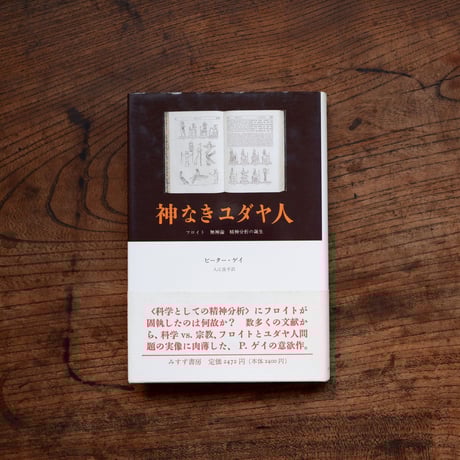 神なきユダヤ人
フロイト 無神論 精神分析の誕生
ピーター・ゲイ
入江良平訳
〈科学としての精神分析〉にフロイトが
固執したのは何故か? 数多くの文献か
ら、科学 vs. 宗教、フロイトとユダヤ人問
題の実像に肉薄した、 P. ゲイの意欲作。
みすず書房 定価 2472 円(本体 2400 円)